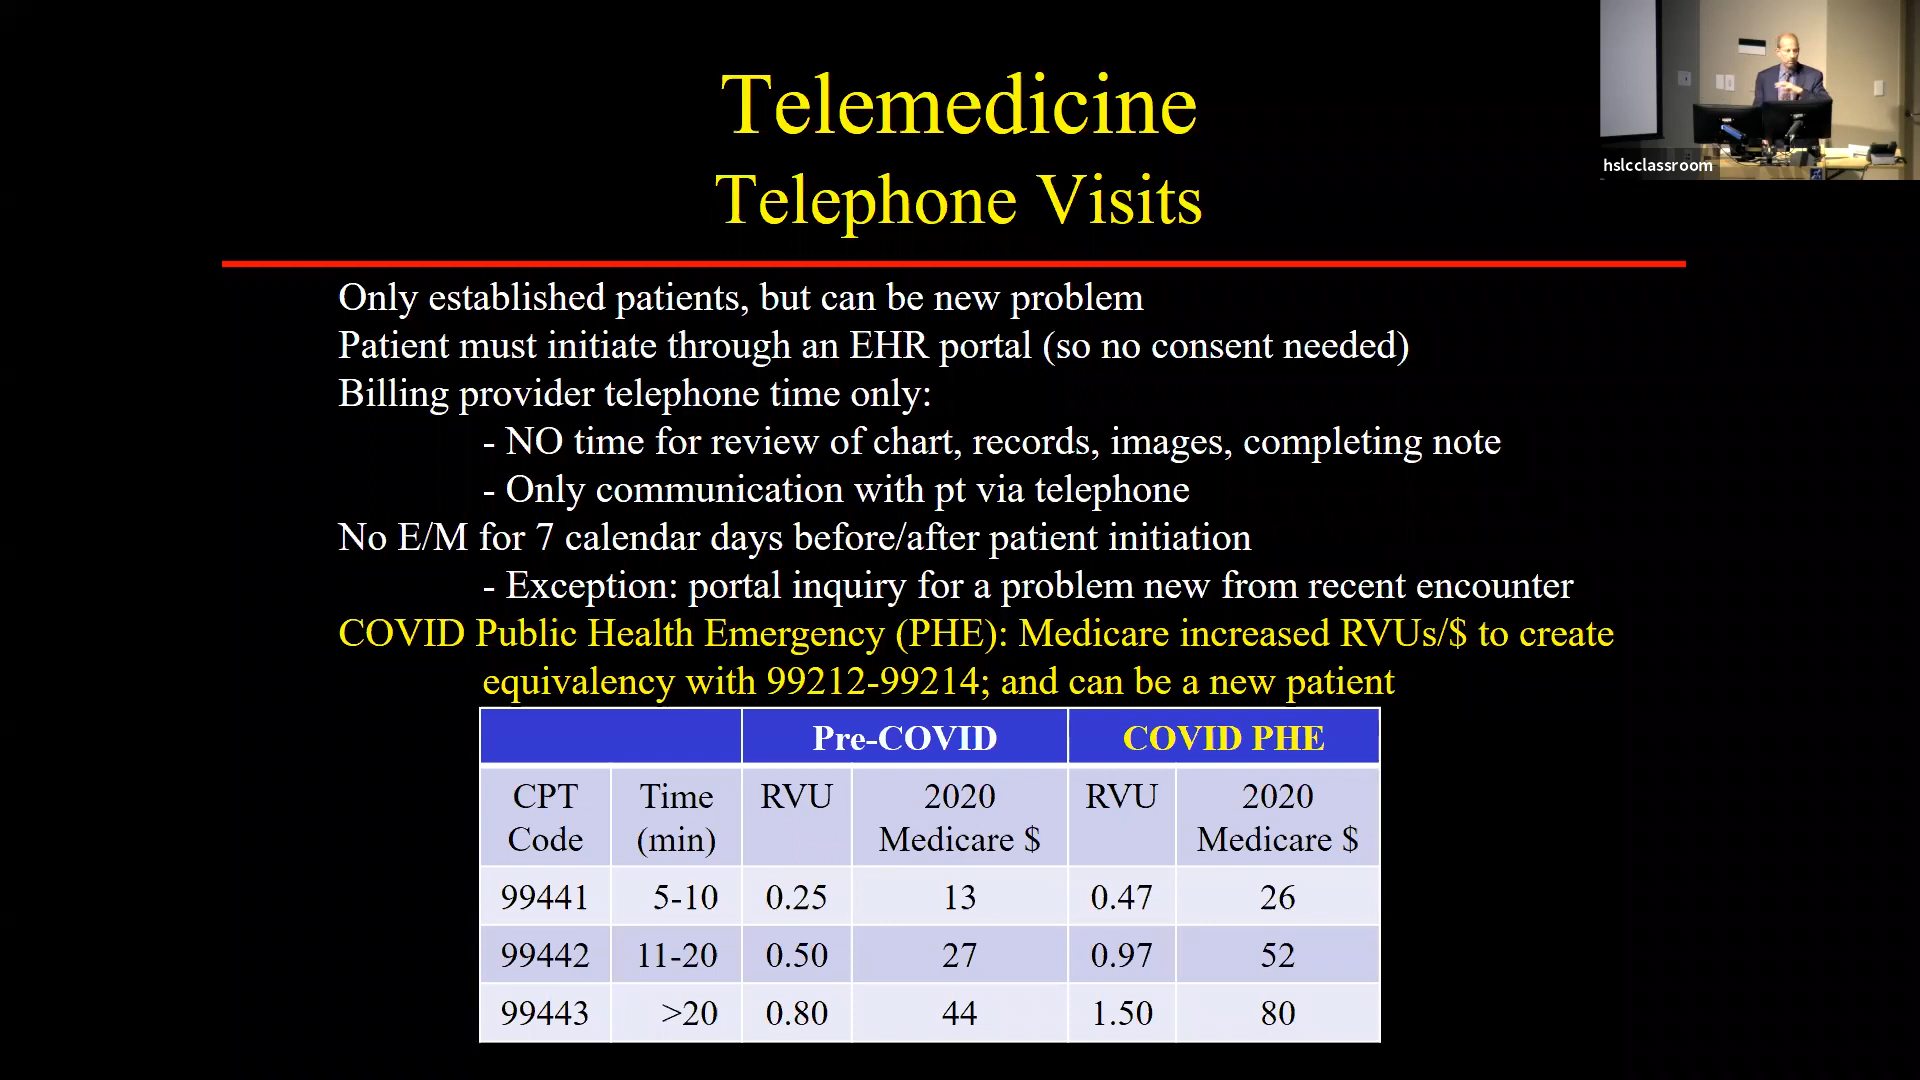 Telemedicine
Telephone Visits
hslcclassroom
Only established patients, but can be new problem
Patient must initiate through an EHR portal (so no consent needed)
Billing provider telephone time only:
- NO time for review of chart, records, images, completing note
- Only communication with pt via telephone
No E/M for 7 calendar days before/after patient initiation
- Exception: portal inquiry for a problem new from recent encounter
COVID Public Health Emergency (PHE): Medicare increased RVUs/$ to create
equivalency with 99212-99214; and can be a new patient
Pre-COVID COVID PHE
CPT Code Time (min) RVU 2020 Medicare $ RVU 2020 Medicare $
99441 5-10 0.25 13 0.47 26
99442 11-20 0.50 27 0.97 52
99443 >20 0.80 44 1.50 80